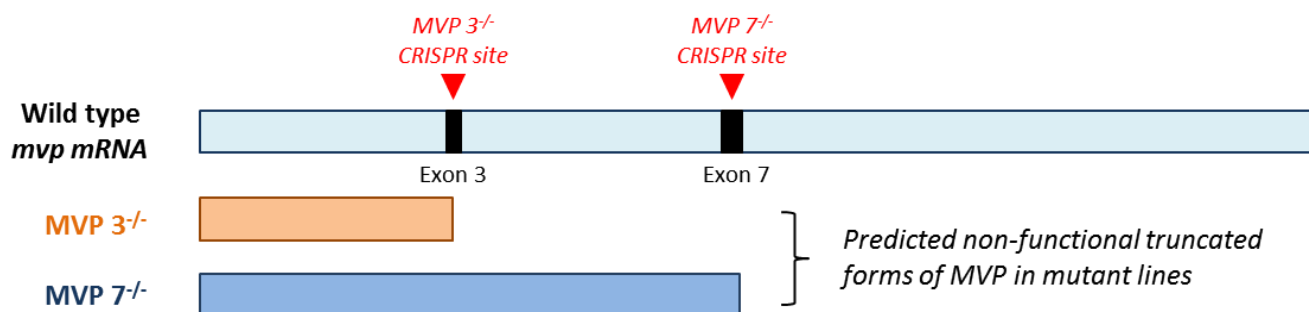 MVP 3-/-
CRISPR site
MVP 7-/-
CRISPR site
Wild type
mvp mRNA
Exon 3
Exon 7
MVP 3-/-
MVP 7-/-
Predicted non-functional truncated
forms of MVP in mutant lines